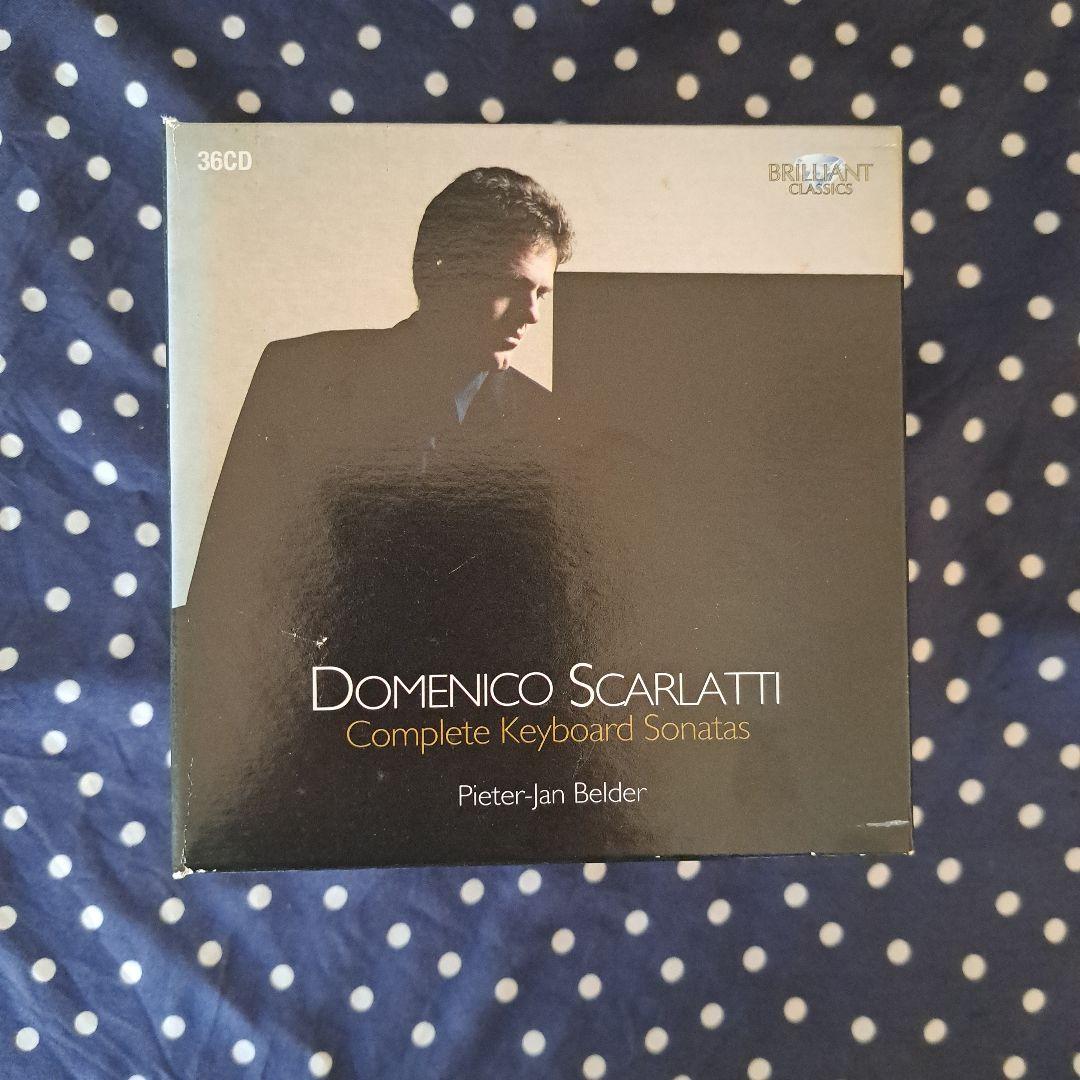 36CD
BRILLIANT
CLASSICS
DOMENICO SCARLATTI
Complete Keyboard Sonatas
Pieter-Jan Belder